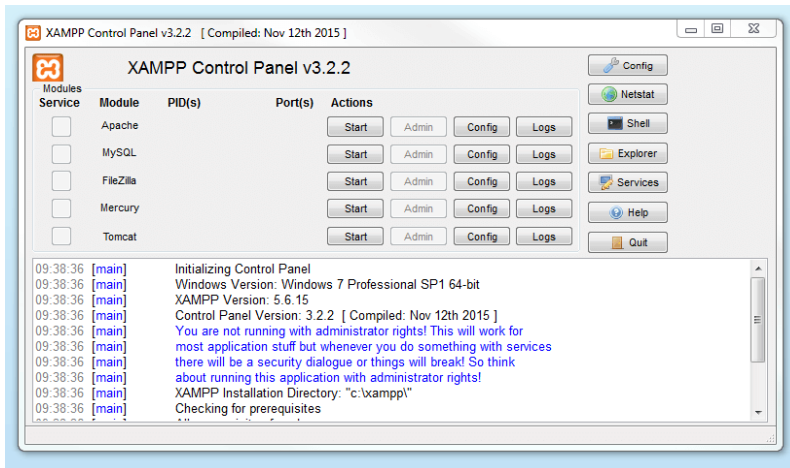 XAMPP Control Panel v3.2.2 [ Compiled: Nov 12th 2015 ]
XAMPP Control Panel v3.2.2
Config
Modules
Service Module PID(s) Port(s) Actions
Netstat
Apache Start Admin Config Logs
Shell
MySQL Start Admin Config Logs
Explorer
FileZilla Start Admin Config Logs
Services
Mercury Start Admin Config Logs
Help
Tomcat Start Admin Config Logs
Quit
09:38:36 [main] Initializing Control Panel
09:38:36 [main] Windows Version: Windows 7 Professional SP1 64-bit
09:38:36 [main] XAMPP Version: 5.6.15
09:38:36 [main] Control Panel Version: 3.2.2 [ Compiled: Nov 12th 2015 ]
09:38:36 [main] You are not running with administrator rights! This will work for
09:38:36 [main] most application stuff but whenever you do something with services
09:38:36 [main] there will be a security dialogue or things will break! So think
09:38:36 [main] about running this application with administrator rights!
09:38:36 [main] XAMPP Installation Directory: "c:\xampp\"
09:38:36 [main] Checking for prerequisites